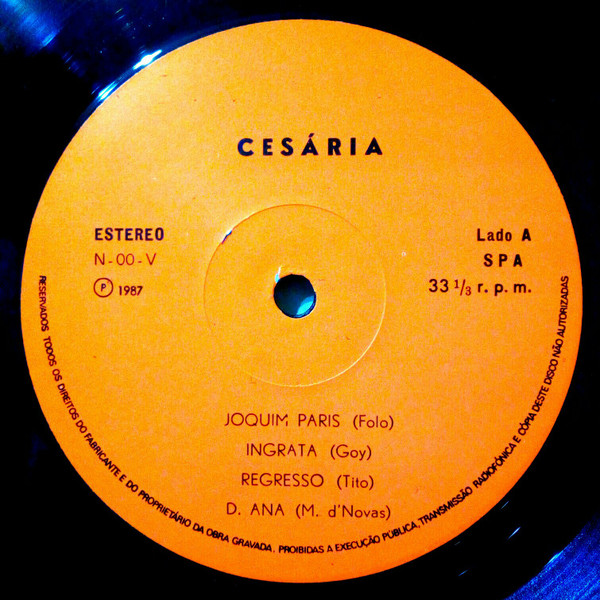 CESÁRIA
ESTEREO
N-00-V
Ⓟ 1987
Lado A
SPA
33 1/3 r. p. m.
JOQUIM PARIS (Folo)
INGRATA (Goy)
REGRESSO (Tito)
D. ANA (M. d'Novas)
RESERVADOS TODOS OS DIREITOS DO FABRICANTE E DO PROPRIETÁRIO DA OBRA GRAVADA. PROIBIDAS A EXECUÇÃO PÚBLICA, TRANSMISSÃO RADIOFÓNICA E CÓPIA DESTE DISCO NÃO AUTORIZADAS